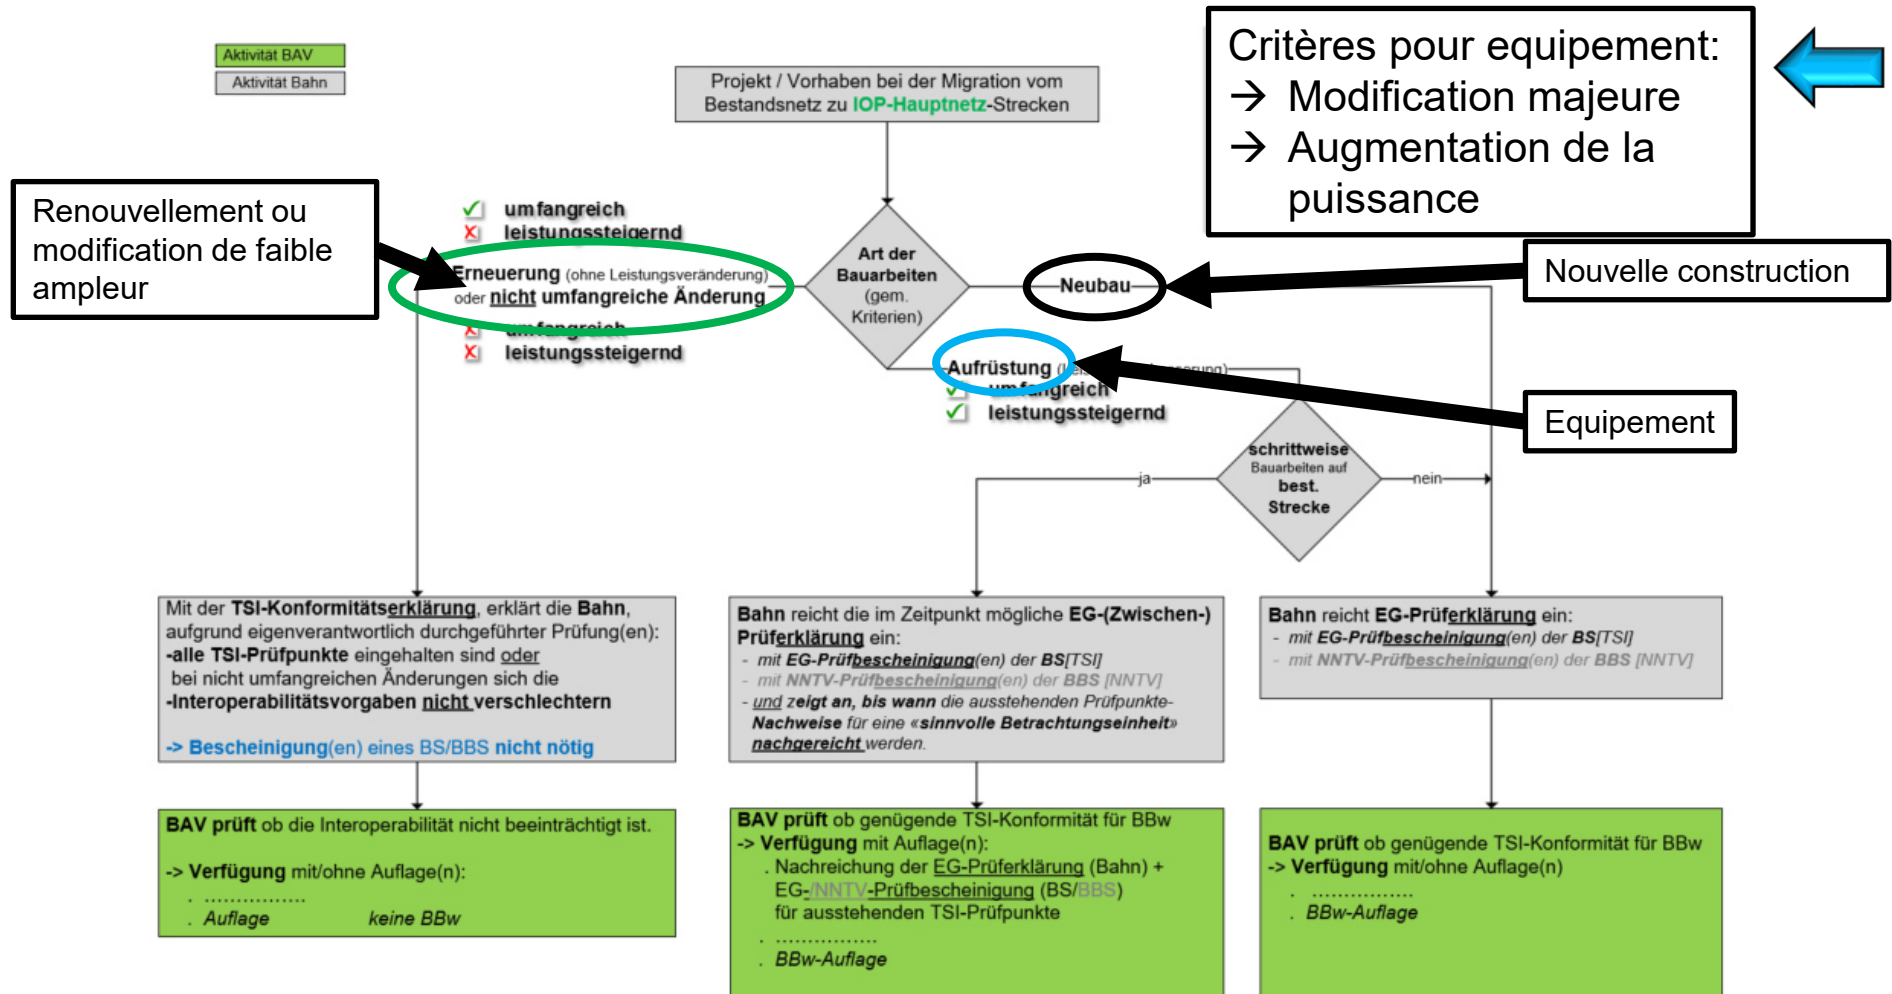 Aktivität BAV
Aktivität Bahn
Projekt / Vorhaben bei der Migration vom
Bestandsnetz zu IOP-Hauptnetz-Strecken
Critères pour equipement:
→ Modification majeure
→ Augmentation de la
puissance
Renouvellement ou
modification de faible
ampleur
umfangreich
leistungssteigernd
Erneuerung (ohne Leistungsveränderung)
oder nicht umfangreiche Änderung
umfangreich
leistungssteigernd
Art der
Bauarbeiten
(gem.
Kriterien)
Neubau
Nouvelle construction
Aufrüstung
umfangreich
leistungssteigernd
Equipement
schrittweise
Bauarbeiten auf
best.
Strecke
ja
nein
Mit der TSI-Konformitätserklärung, erklärt die Bahn,
aufgrund eigenverantwortlich durchgeführter Prüfung(en):
-alle TSI-Prüfpunkte eingehalten sind oder
bei nicht umfangreichen Änderungen sich die
-Interoperabilitätsvorgaben nicht verschlechtern
-> Bescheinigung(en) eines BS/BBS nicht nötig
Bahn reicht die im Zeitpunkt mögliche EG-(Zwischen-)
Prüferklärung ein:
- mit EG-Prüfbescheinigung(en) der BS[TSI]
- mit NNTV-Prüfbescheinigung(en) der BBS [NNTV]
- und zeigt an, bis wann die ausstehenden Prüfpunkte-
Nachweise für eine «sinnvolle Betrachtungseinheit»
nachgereicht werden.
Bahn reicht EG-Prüferklärung ein:
- mit EG-Prüfbescheinigung(en) der BS[TSI]
- mit NNTV-Prüfbescheinigung(en) der BBS [NNTV]
BAV prüft ob die Interoperabilität nicht beeinträchtigt ist.
-> Verfügung mit/ohne Auflage(n):
. ................
. Auflage keine BBw
BAV prüft ob genügende TSI-Konformität für BBw
-> Verfügung mit Auflage(n):
. Nachreichung der EG-Prüferklärung (Bahn) +
EG-/NNTV-Prüfbescheinigung (BS/BBS)
für ausstehenden TSI-Prüfpunkte
. ................
. BBw-Auflage
BAV prüft ob genügende TSI-Konformität für BBw
-> Verfügung mit/ohne Auflage(n)
. ................
. BBw-Auflage